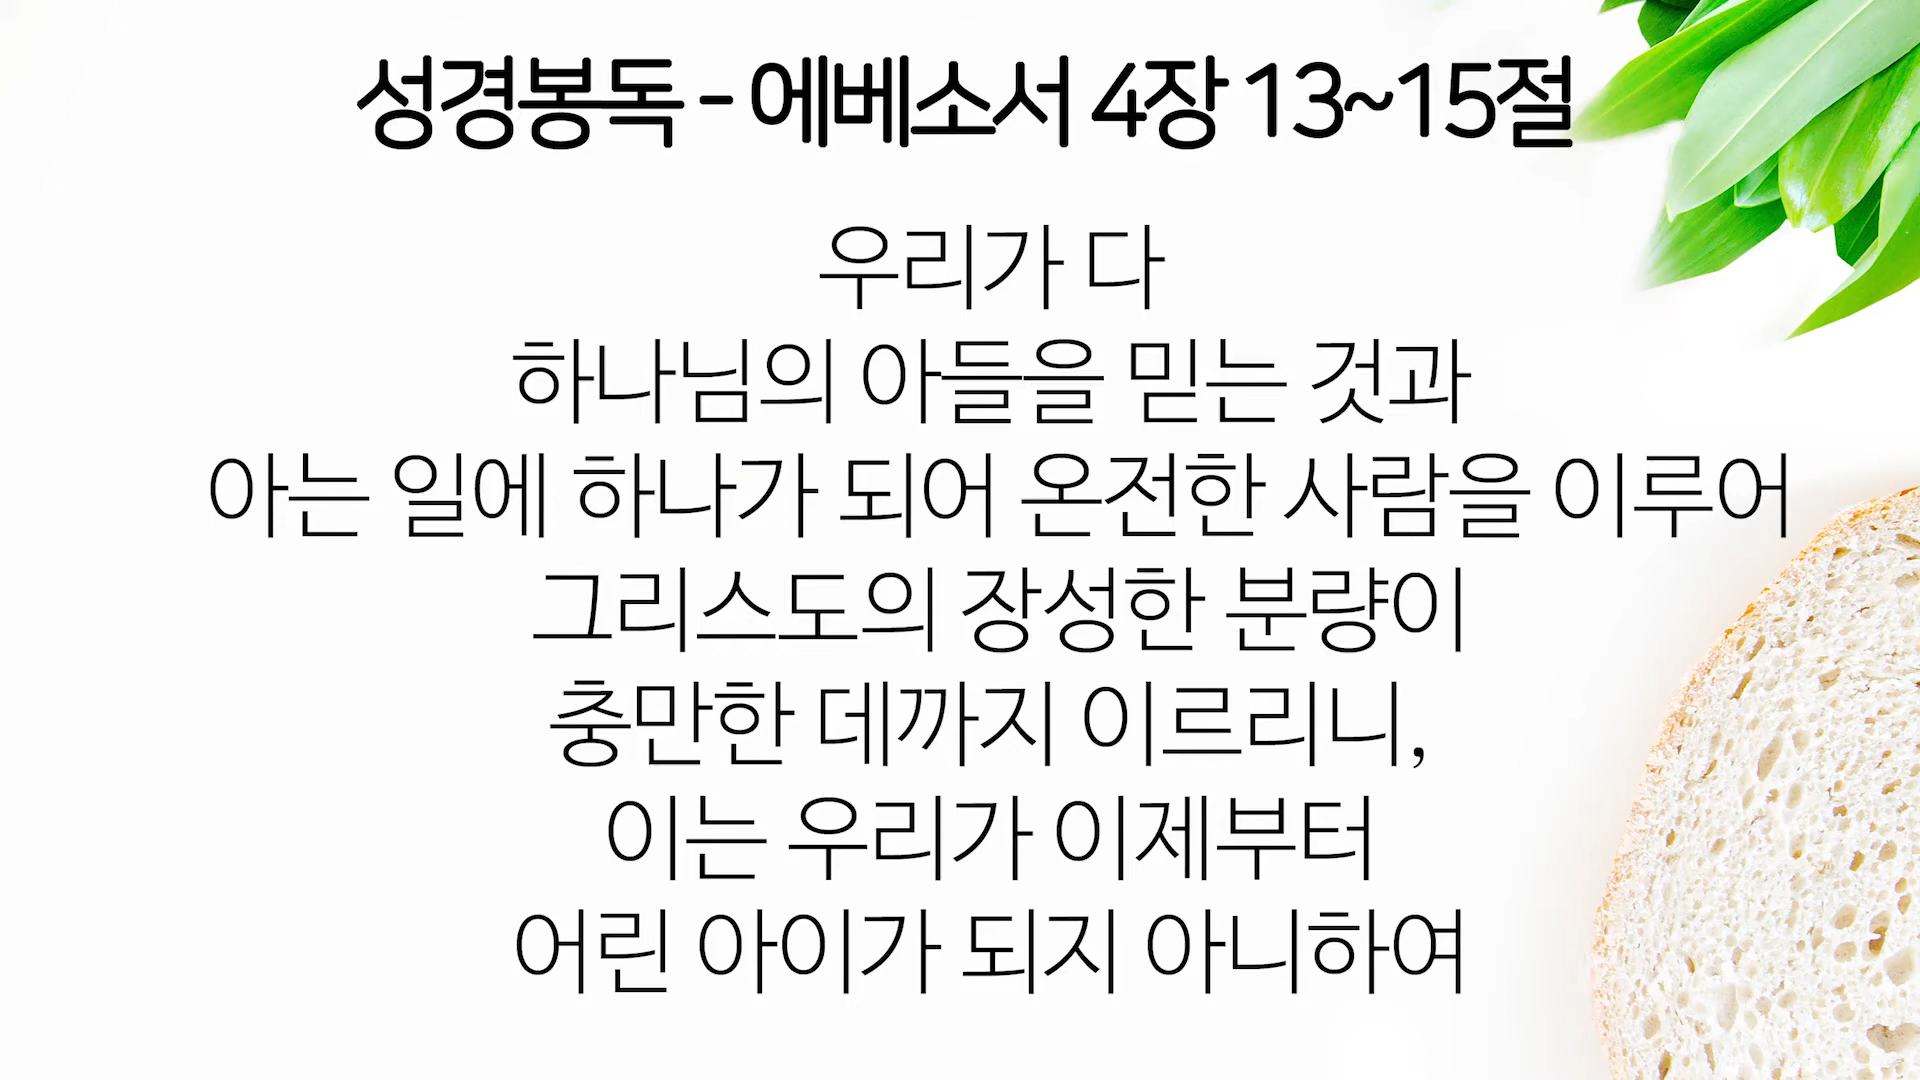 성경봉독 - 에베소서 4장 13~15절
우리가 다
하나님의 아들을 믿는 것과
아는 일에 하나가 되어 온전한 사람을 이루어
그리스도의 장성한 분량이
충만한 데까지 이르리니,
이는 우리가 이제부터
어린 아이가 되지 아니하여